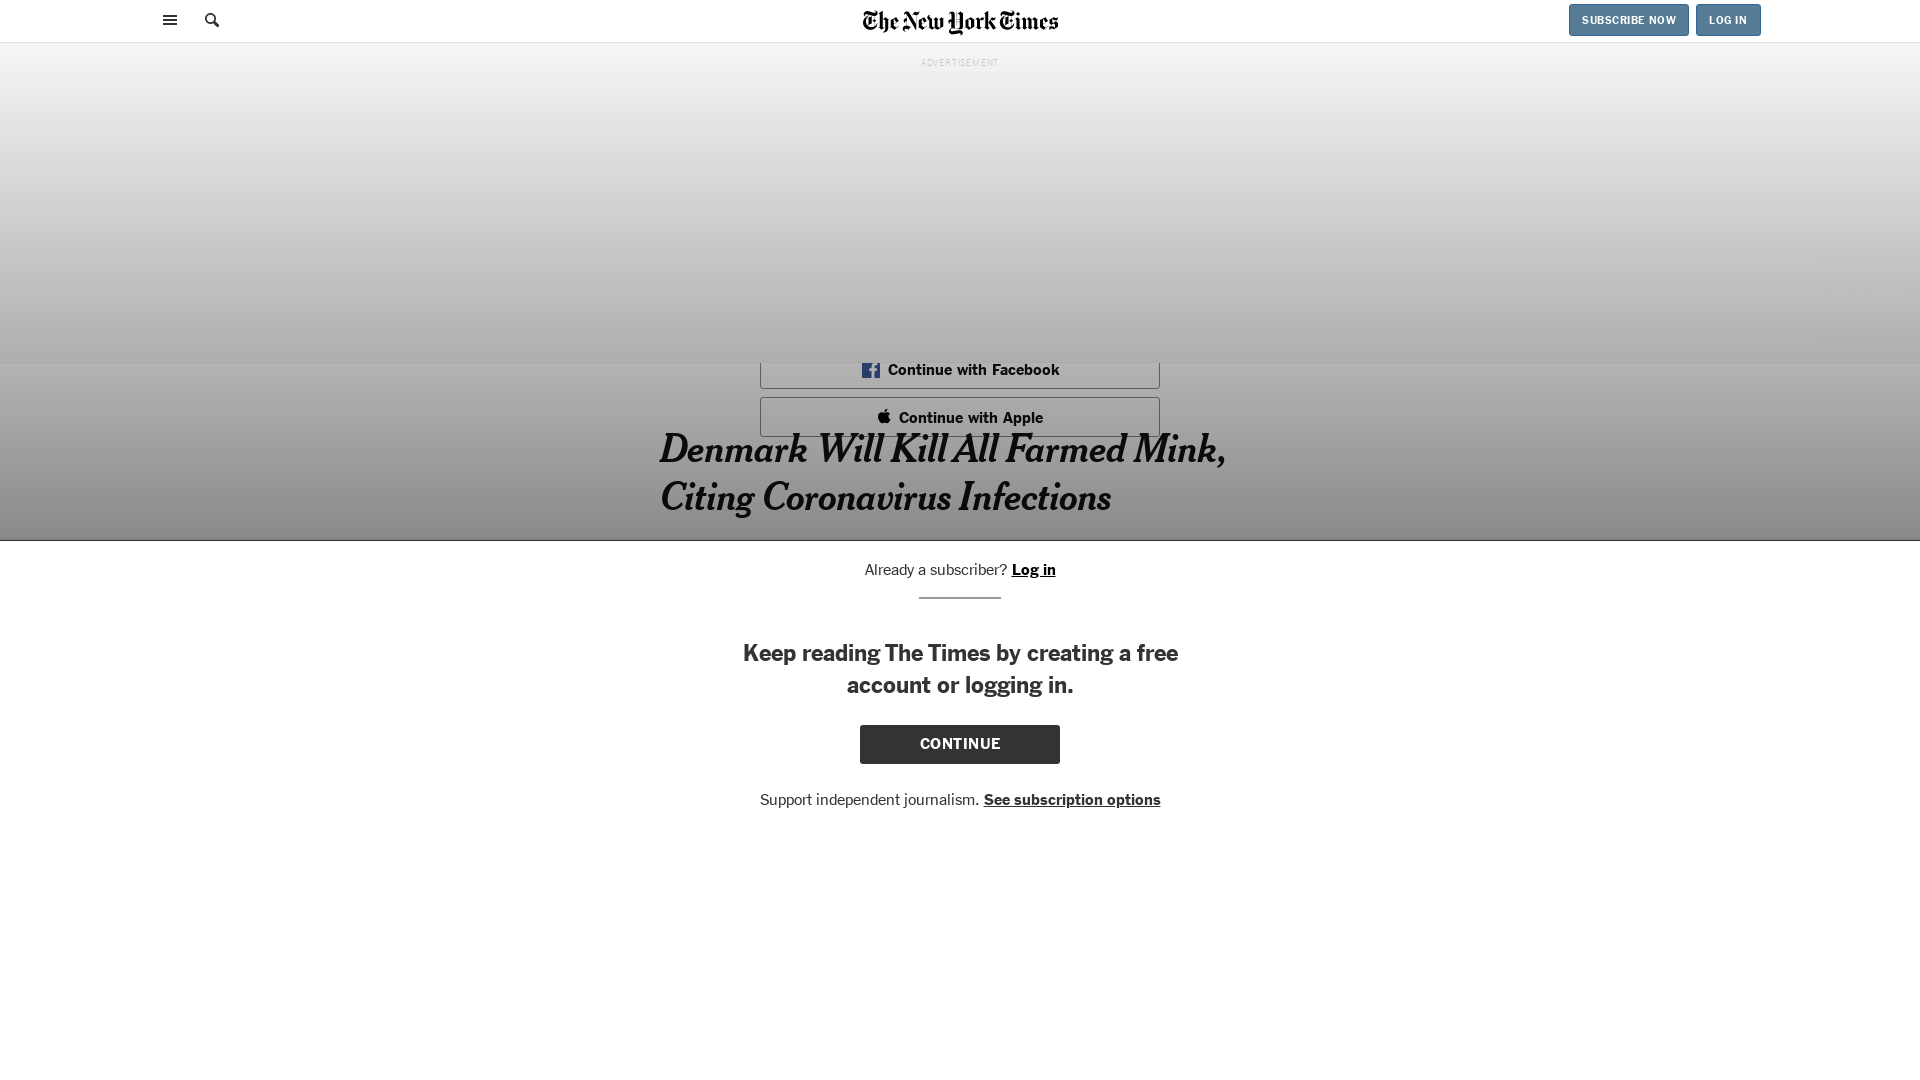 The New York Times
SUBSCRIBE NOW
LOG IN
ADVERTISEMENT
Continue with Facebook
Continue with Apple
Denmark Will Kill All Farmed Mink,
Citing Coronavirus Infections
Already a subscriber? Log in
Keep reading The Times by creating a free
account or logging in.
CONTINUE
Support independent journalism. See subscription options